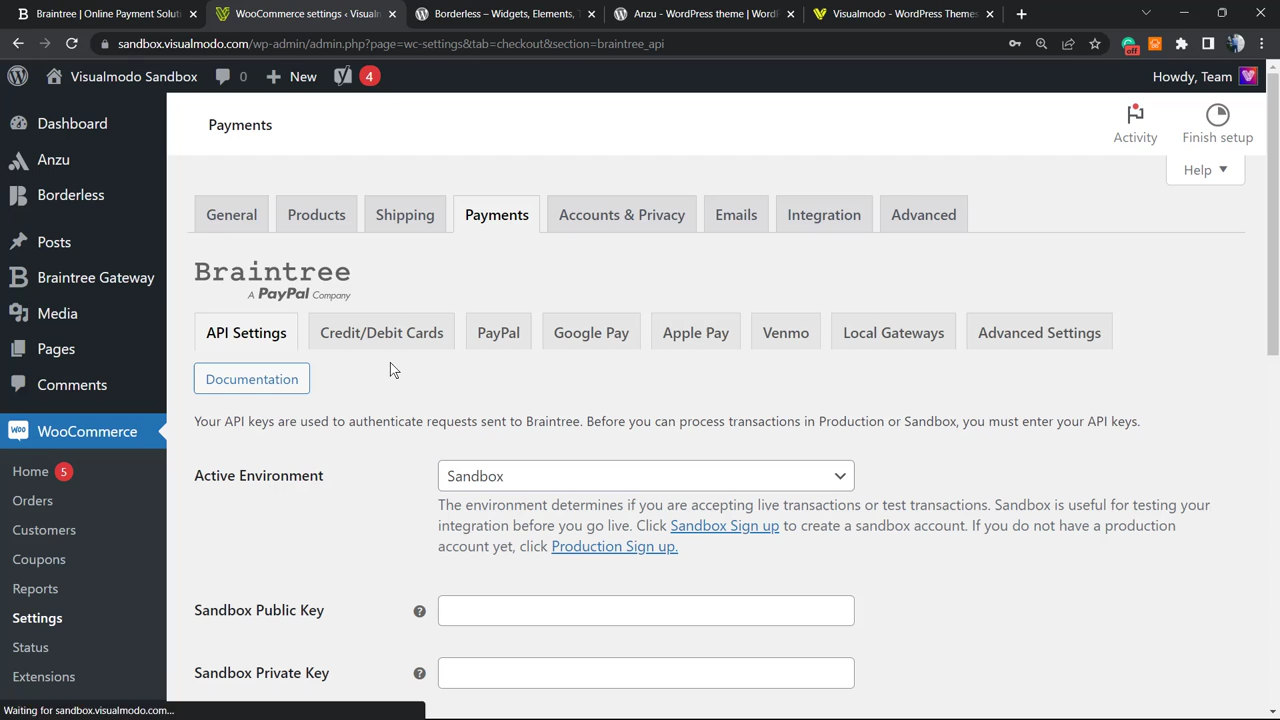 Braintree | Online Payment Soluti
WooCommerce settings ‹ Visualm
Borderless – Widgets, Elements, T
Anzu - WordPress theme | WordP
Visualmodo - WordPress Themes
sandbox.visualmodo.com/wp-admin/admin.php?page=wc-settings&tab=checkout&section=braintree_api
off
Visualmodo Sandbox
0
New
4
Howdy, Team
Dashboard
Anzu
Borderless
Posts
Braintree Gateway
Media
Pages
Comments
WooCommerce
Home 5
Orders
Customers
Coupons
Reports
Settings
Status
Extensions
Payments
Activity
Finish setup
Help
General
Products
Shipping
Payments
Accounts & Privacy
Emails
Integration
Advanced
Braintree
A PayPal Company
API Settings
Credit/Debit Cards
PayPal
Google Pay
Apple Pay
Venmo
Local Gateways
Advanced Settings
Documentation
Your API keys are used to authenticate requests sent to Braintree. Before you can process transactions in Production or Sandbox, you must enter your API keys.
Active Environment
Sandbox
The environment determines if you are accepting live transactions or test transactions. Sandbox is useful for testing your
integration before you go live. Click Sandbox Sign up to create a sandbox account. If you do not have a production
account yet, click Production Sign up.
Sandbox Public Key
Sandbox Private Key
Waiting for sandbox.visualmodo.com...